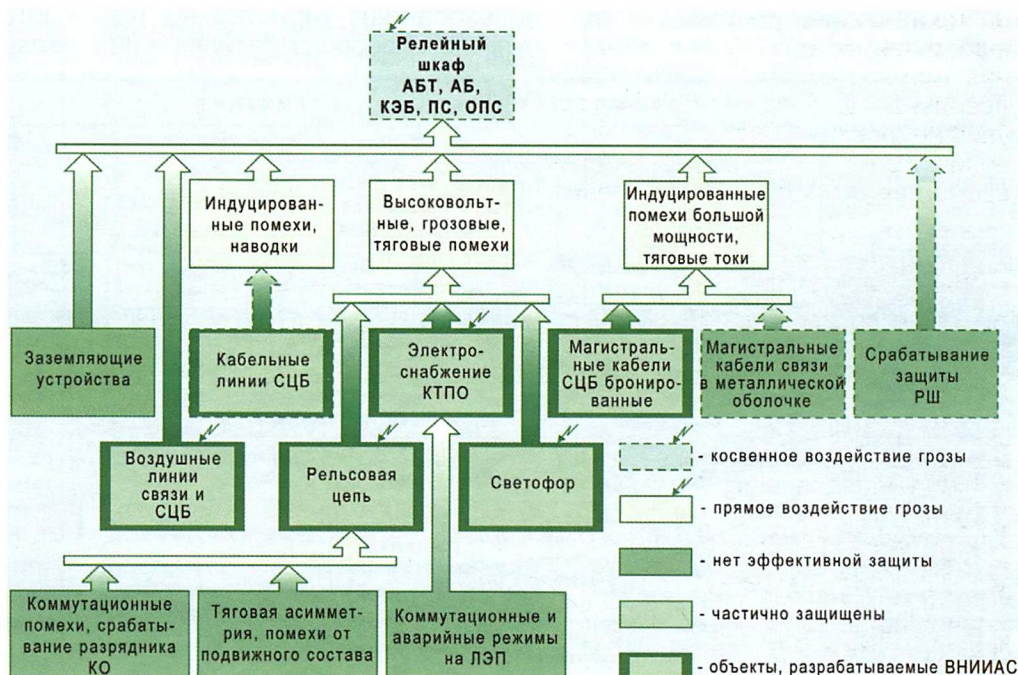 Релейный
шкаф
АБТ, АБ,
КЭБ, ПС, ОПС
Индуцирован-
ные помехи,
наводки
Высоковольт-
ные, грозовые,
тяговые помехи
Индуцированные
помехи большой
мощности,
тяговые токи
Заземляющие
устройства
Кабельные
линии СЦБ
Электро-
снабжение
КТПО
Магистраль-
ные кабели
СЦБ брониро-
ванные
Магистральные
кабели связи
в металлической
оболочке
Срабатывание
защиты
РШ
Воздушные
линии
связи и
СЦБ
Рельсовая
цепь
Светофор
- косвенное воздействие грозы
- прямое воздействие грозы
- нет эффективной защиты
- частично защищены
- объекты, разрабатываемые ВНИИАС
Коммутационные
помехи, срабаты-
вание разрядника
КО
Тяговая асиммет-
рия, помехи от
подвижного состава
Коммутационные и
аварийные режимы
на ЛЭП